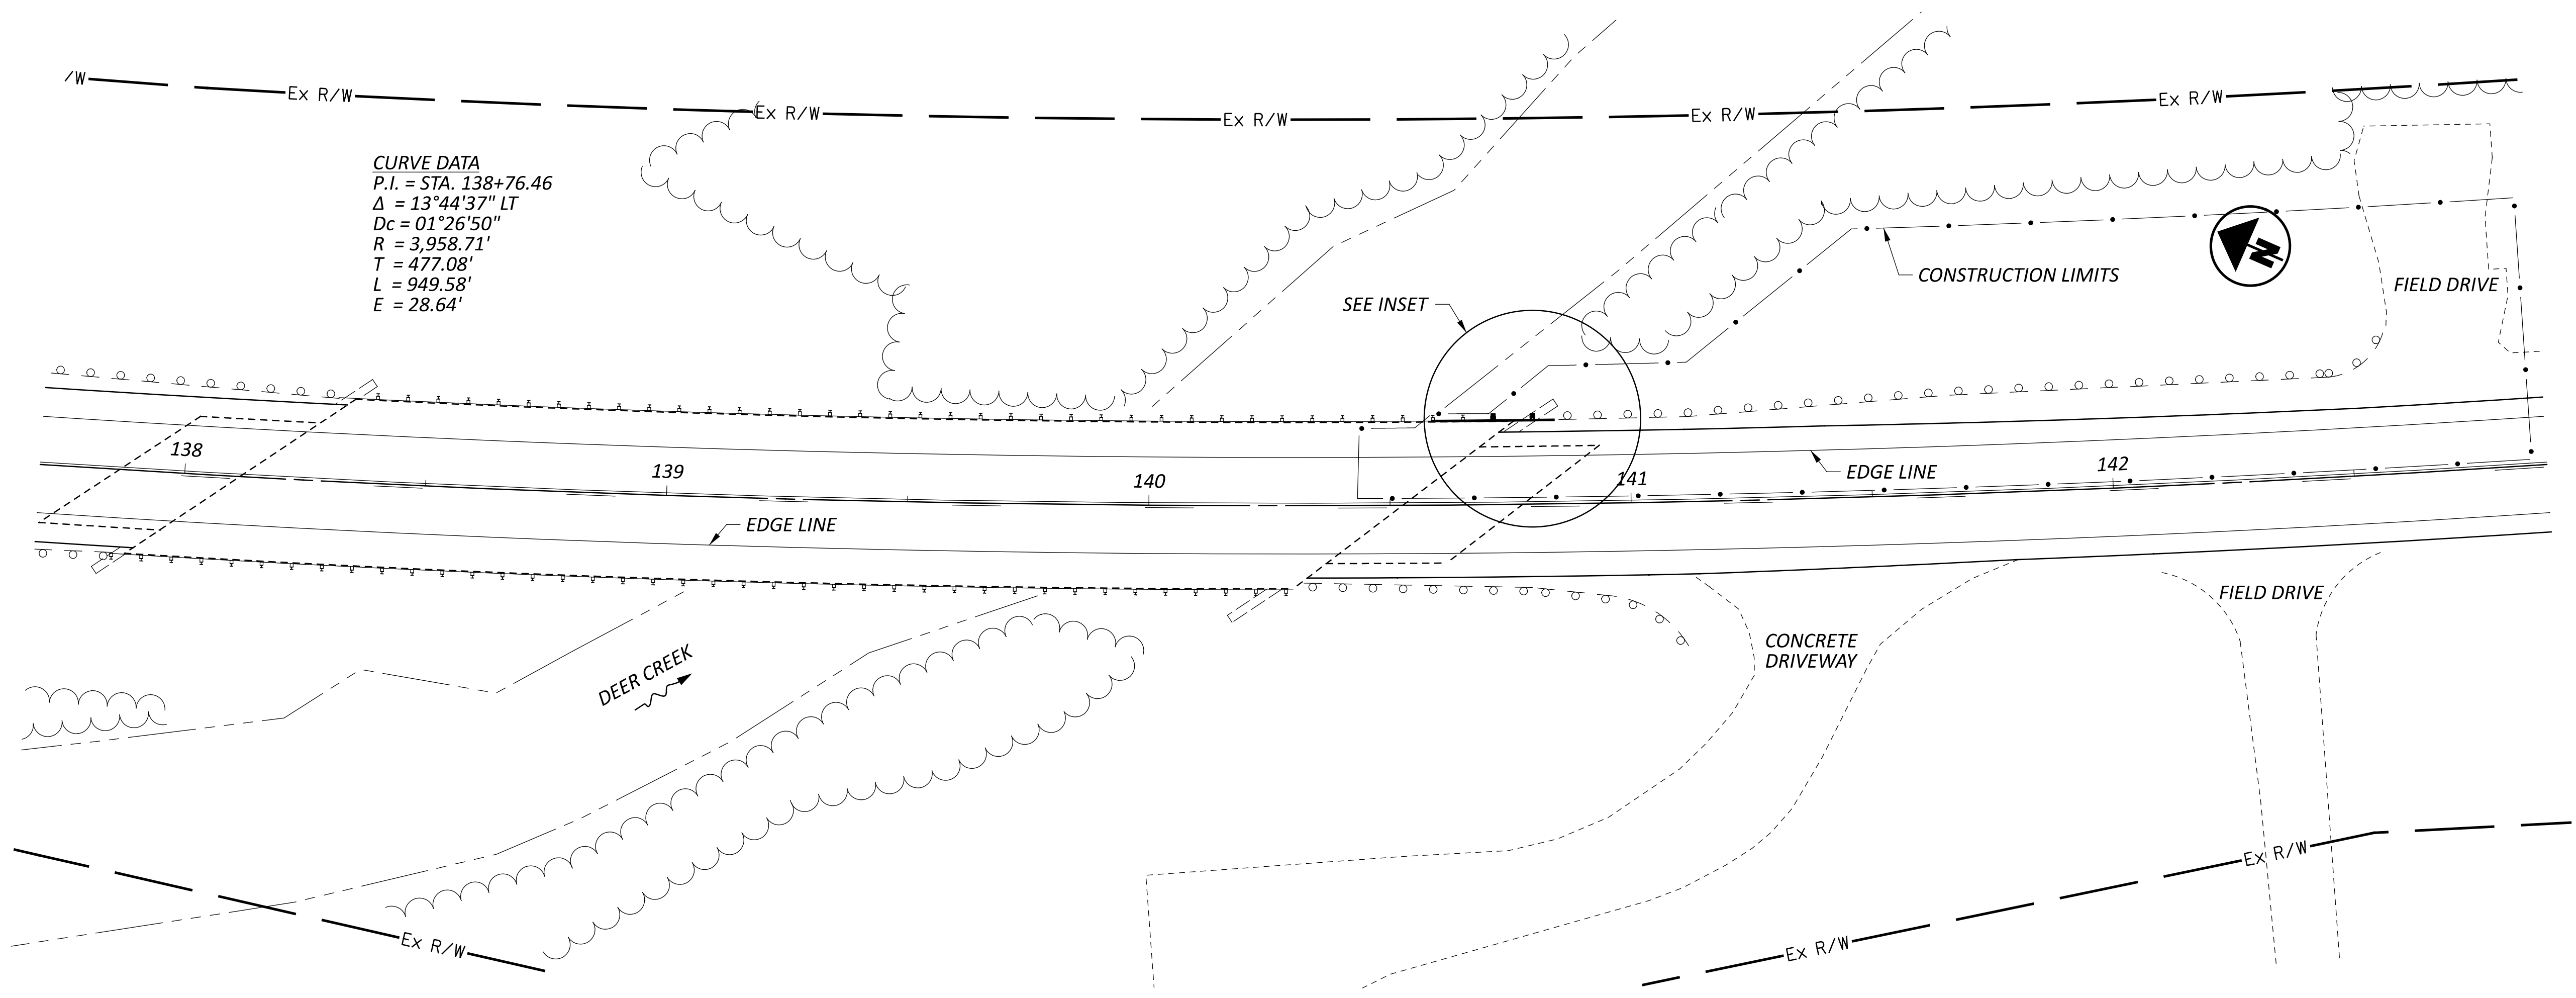 /W
Ex R/W
Ex R/W
Ex R/W
Ex R/W
Ex R/W
CURVE DATA
P.I. = STA. 138+76.46
Δ = 13°44'37" LT
Dc = 01°26'50"
R = 3,958.71'
T = 477.08'
L = 949.58'
E = 28.64'
SEE INSET
CONSTRUCTION LIMITS
N
FIELD DRIVE
138
139
140
141
142
EDGE LINE
EDGE LINE
DEER CREEK
CONCRETE
DRIVEWAY
FIELD DRIVE
Ex R/W
Ex R/W
Ex R/W